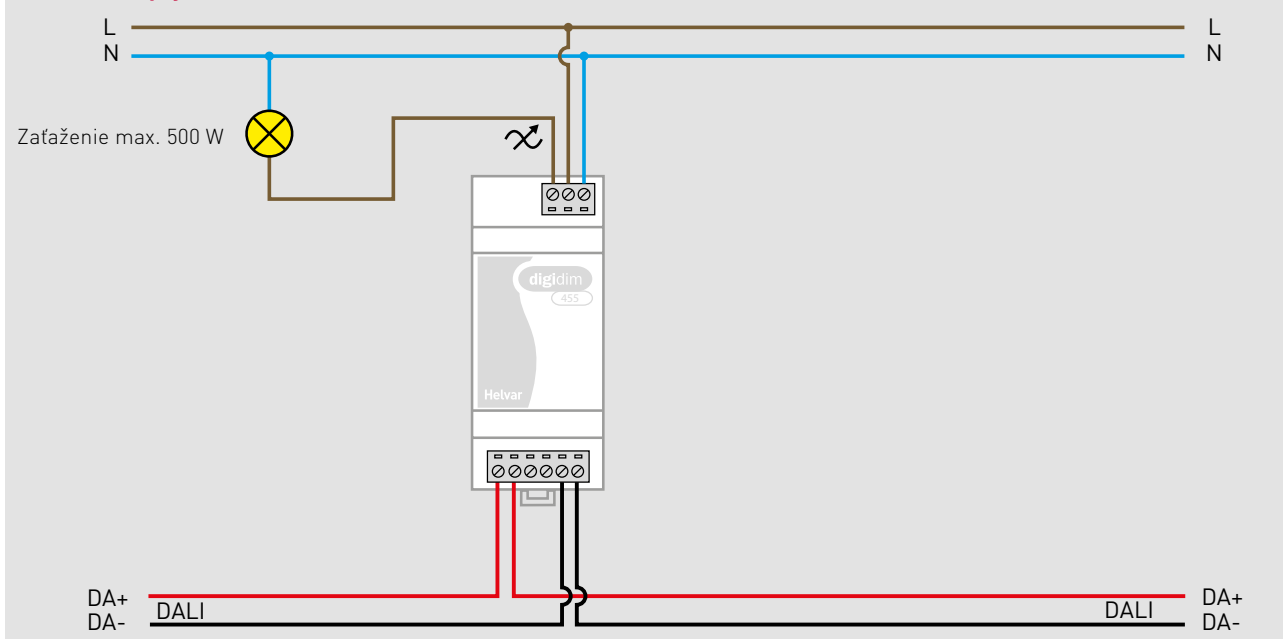 L L
N N
Zaťaženie max. 500 W
digidim
455
Helvar
DA+ DA+
DALI DALI
DA- DA-